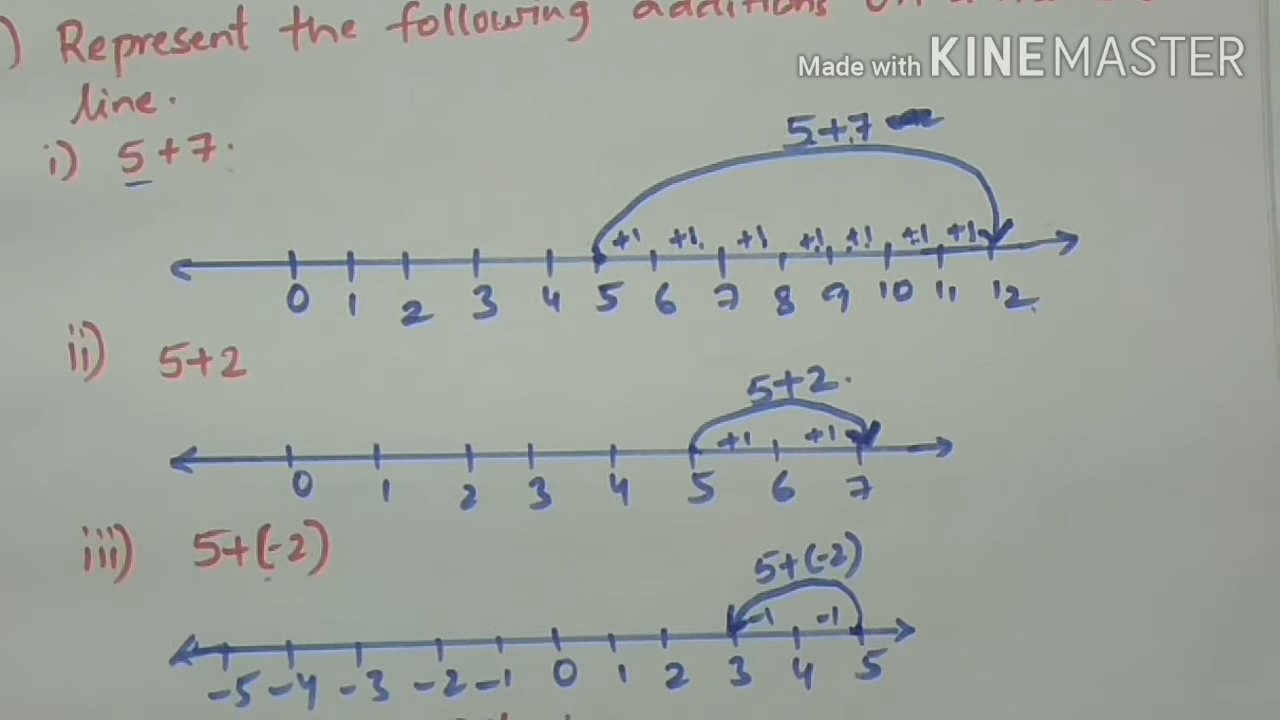 ) Represent the following additions
line.
Made with KINEMASTER
i) 5+7.
5+7
+1 +1 +1 +1 +1 +1 +1
0 1 2 3 4 5 6 7 8 9 10 11 12
ii) 5+2
5+2
+1 +1
0 1 2 3 4 5 6 7
iii) 5+(-2)
5+(-2)
-1 -1
-5 -4 -3 -2 -1 0 1 2 3 4 5